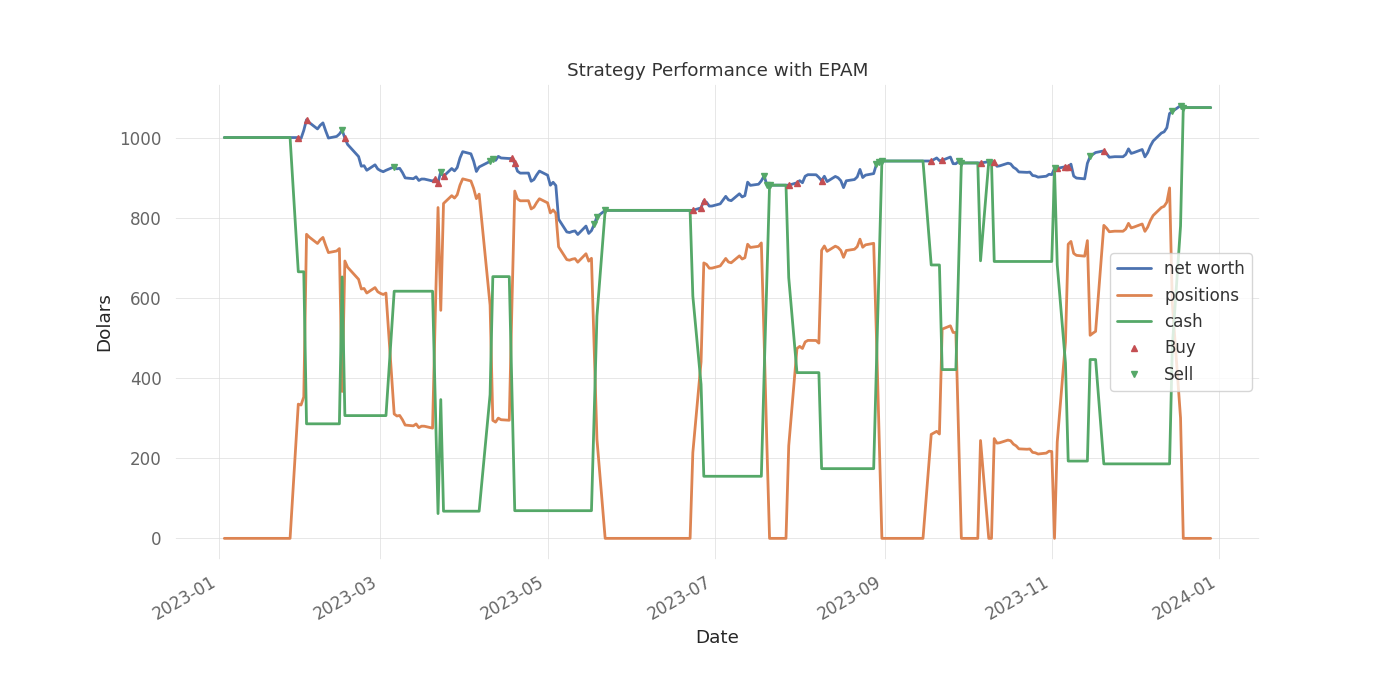 Strategy Performance with EPAM
Dolars
1000
800
600
400
200
0
net worth
positions
cash
Buy
Sell
2023-01
2023-03
2023-05
2023-07
2023-09
2023-11
2024-01
Date